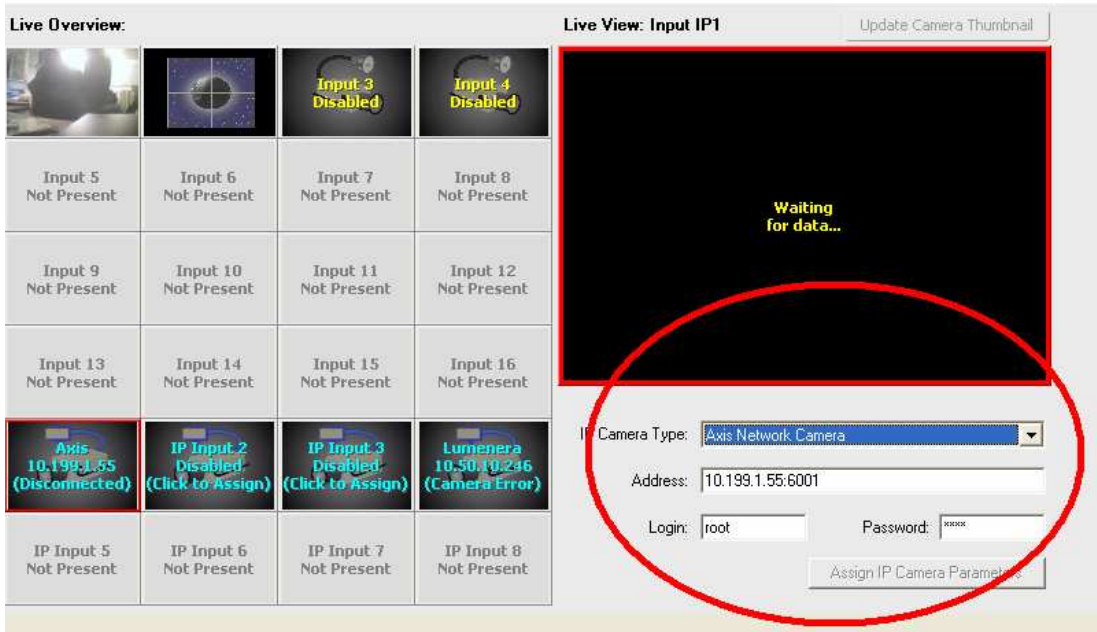 Live Overview:
Live View: Input IP1
Update Camera Thumbnail
Input 3
Disabled
Input 4
Disabled
Input 5
Not Present
Input 6
Not Present
Input 7
Not Present
Input 8
Not Present
Waiting
for data...
Input 9
Not Present
Input 10
Not Present
Input 11
Not Present
Input 12
Not Present
Input 13
Not Present
Input 14
Not Present
Input 15
Not Present
Input 16
Not Present
Axis
10.199.1.55
(Disconnected)
IP Input 2
Disabled
(Click to Assign)
IP Input 3
Disabled
(Click to Assign)
Lumenera
10.50.10.246
(Camera Error)
IP Camera Type: Axis Network Camera
Address: 10.199.1.55:6001
Login: root
Password: ****
Assign IP Camera Parameters
IP Input 5
Not Present
IP Input 6
Not Present
IP Input 7
Not Present
IP Input 8
Not Present